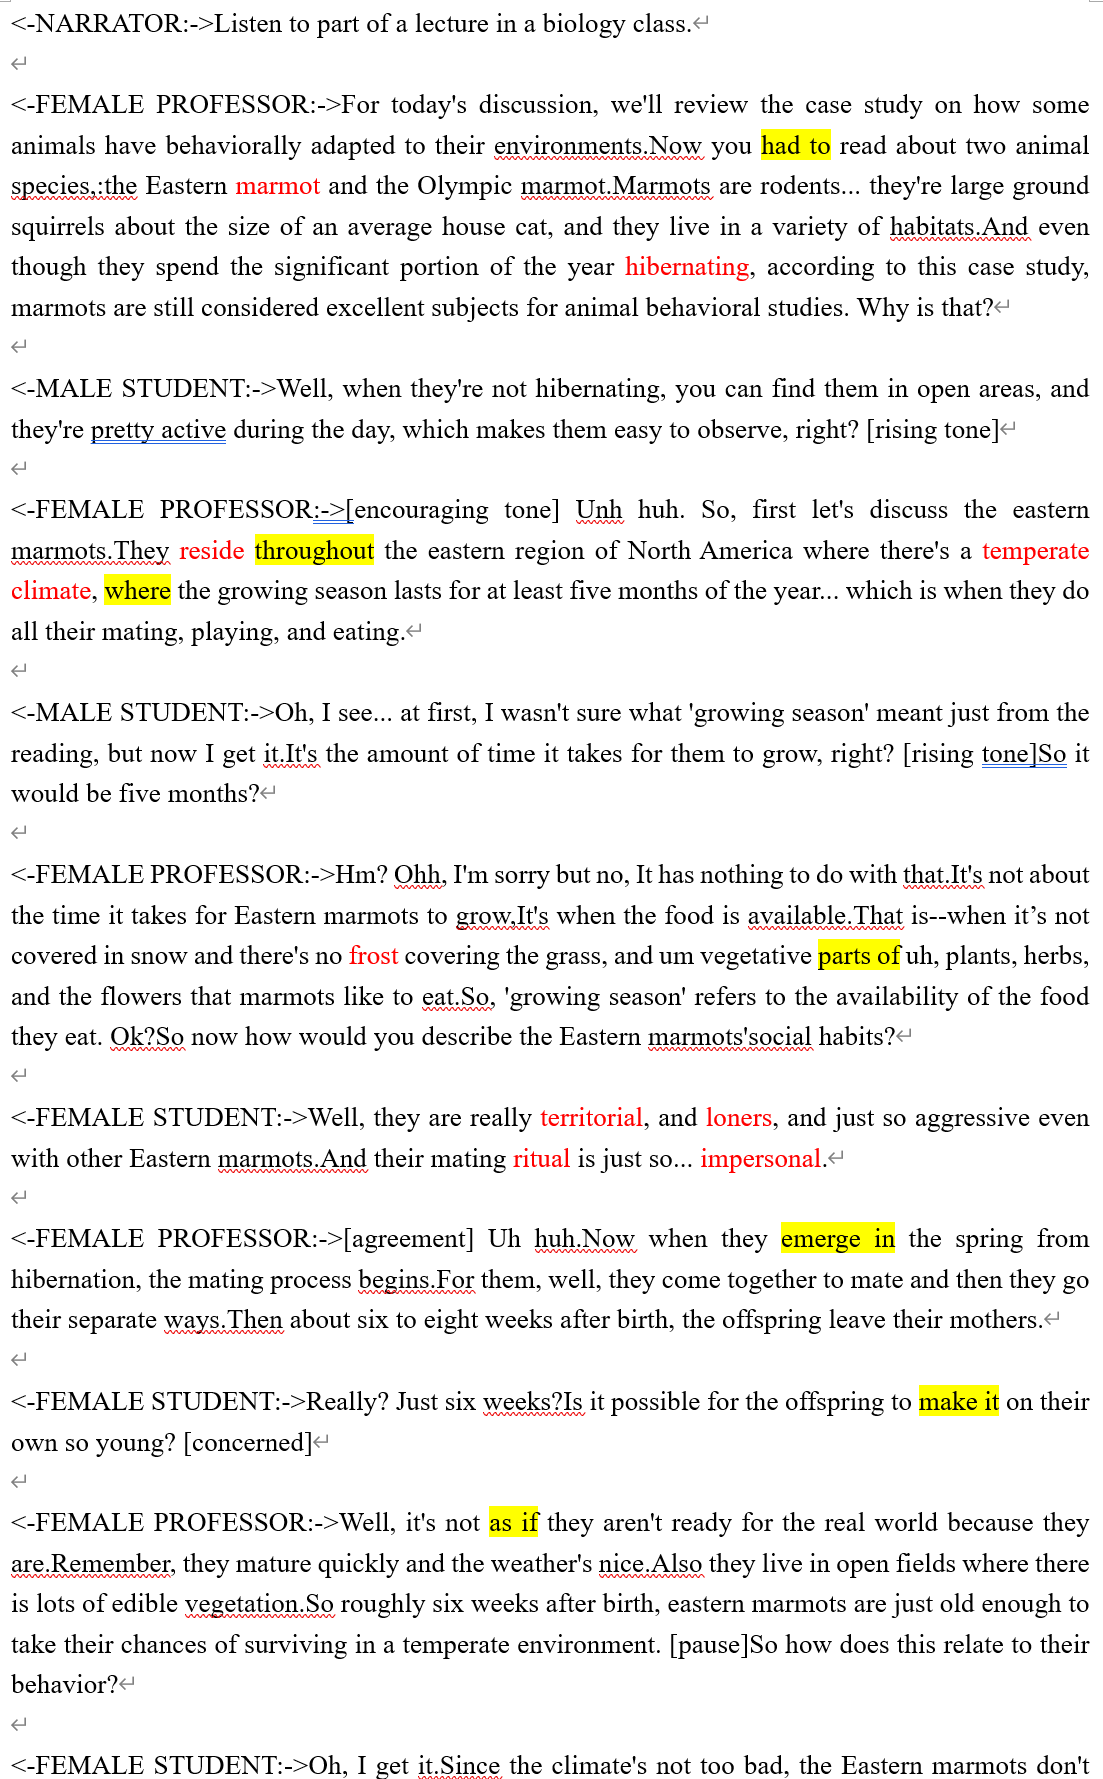 <-NARRATOR:->Listen to part of a lecture in a biology class.↵
↵
<-FEMALE PROFESSOR:->For today's discussion, we'll review the case study on how some
animals have behaviorally adapted to their environments.Now you had to read about two animal
species,:the Eastern marmot and the Olympic marmot.Marmots are rodents... they're large ground
squirrels about the size of an average house cat, and they live in a variety of habitats.And even
though they spend the significant portion of the year hibernating, according to this case study,
marmots are still considered excellent subjects for animal behavioral studies. Why is that?↵
↵
<-MALE STUDENT:->Well, when they're not hibernating, you can find them in open areas, and
they're pretty active during the day, which makes them easy to observe, right? [rising tone]↵
↵
<-FEMALE PROFESSOR:->[encouraging tone] Unh huh. So, first let's discuss the eastern
marmots.They reside throughout the eastern region of North America where there's a temperate
climate, where the growing season lasts for at least five months of the year... which is when they do
all their mating, playing, and eating.↵
↵
<-MALE STUDENT:->Oh, I see... at first, I wasn't sure what 'growing season' meant just from the
reading, but now I get it.It's the amount of time it takes for them to grow, right? [rising tone]So it
would be five months?↵
↵
<-FEMALE PROFESSOR:->Hm? Ohh, I'm sorry but no, It has nothing to do with that.It's not about
the time it takes for Eastern marmots to grow,It's when the food is available.That is--when it’s not
covered in snow and there's no frost covering the grass, and um vegetative parts of uh, plants, herbs,
and the flowers that marmots like to eat.So, 'growing season' refers to the availability of the food
they eat. Ok?So now how would you describe the Eastern marmots'social habits?↵
↵
<-FEMALE STUDENT:->Well, they are really territorial, and loners, and just so aggressive even
with other Eastern marmots.And their mating ritual is just so... impersonal.↵
↵
<-FEMALE PROFESSOR:->[agreement] Uh huh.Now when they emerge in the spring from
hibernation, the mating process begins.For them, well, they come together to mate and then they go
their separate ways.Then about six to eight weeks after birth, the offspring leave their mothers.↵
↵
<-FEMALE STUDENT:->Really? Just six weeks?Is it possible for the offspring to make it on their
own so young? [concerned]↵
↵
<-FEMALE PROFESSOR:->Well, it's not as if they aren't ready for the real world because they
are.Remember, they mature quickly and the weather's nice.Also they live in open fields where there
is lots of edible vegetation.So roughly six weeks after birth, eastern marmots are just old enough to
take their chances of surviving in a temperate environment. [pause]So how does this relate to their
behavior?↵
↵
<-FEMALE STUDENT:->Oh, I get it.Since the climate's not too bad, the Eastern marmots don't